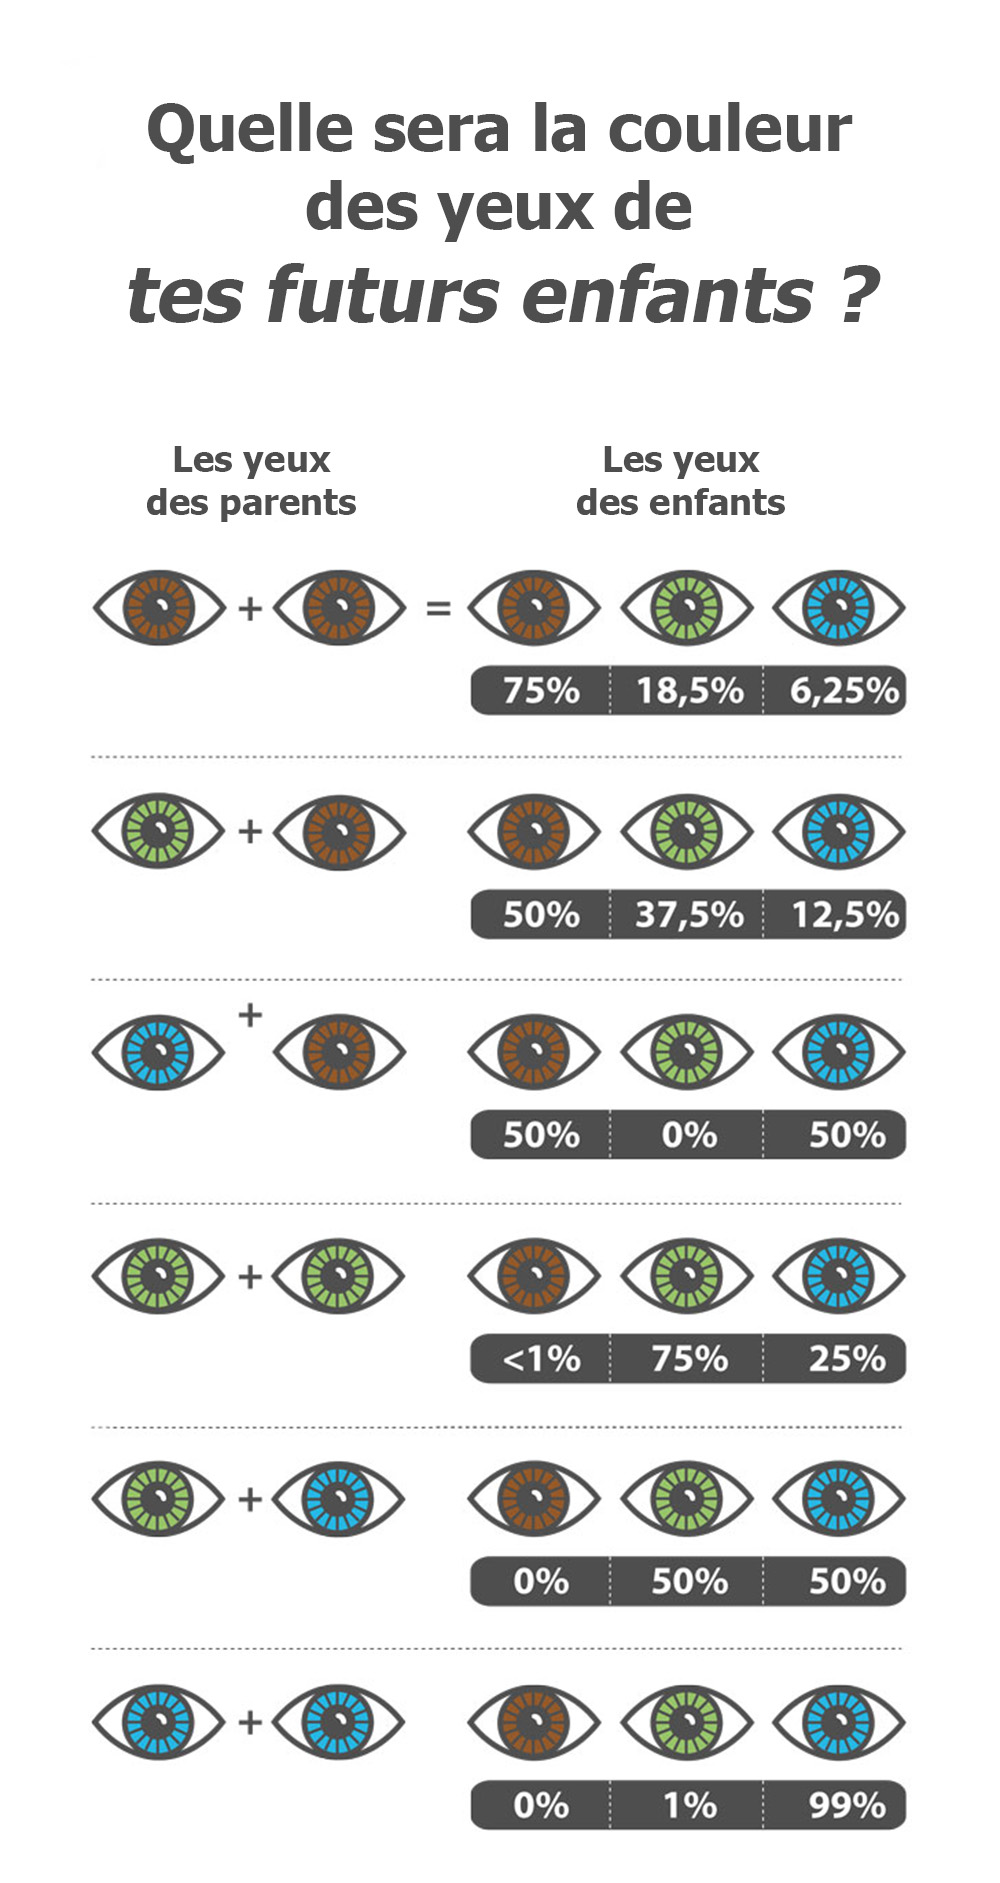 Quelle sera la couleur
des yeux de
tes futurs enfants ?
Les yeux
des parents
Les yeux
des enfants
+ =
75% 18,5% 6,25%
+
50% 37,5% 12,5%
+
50% 0% 50%
+
<1% 75% 25%
+
0% 50% 50%
+
0% 1% 99%